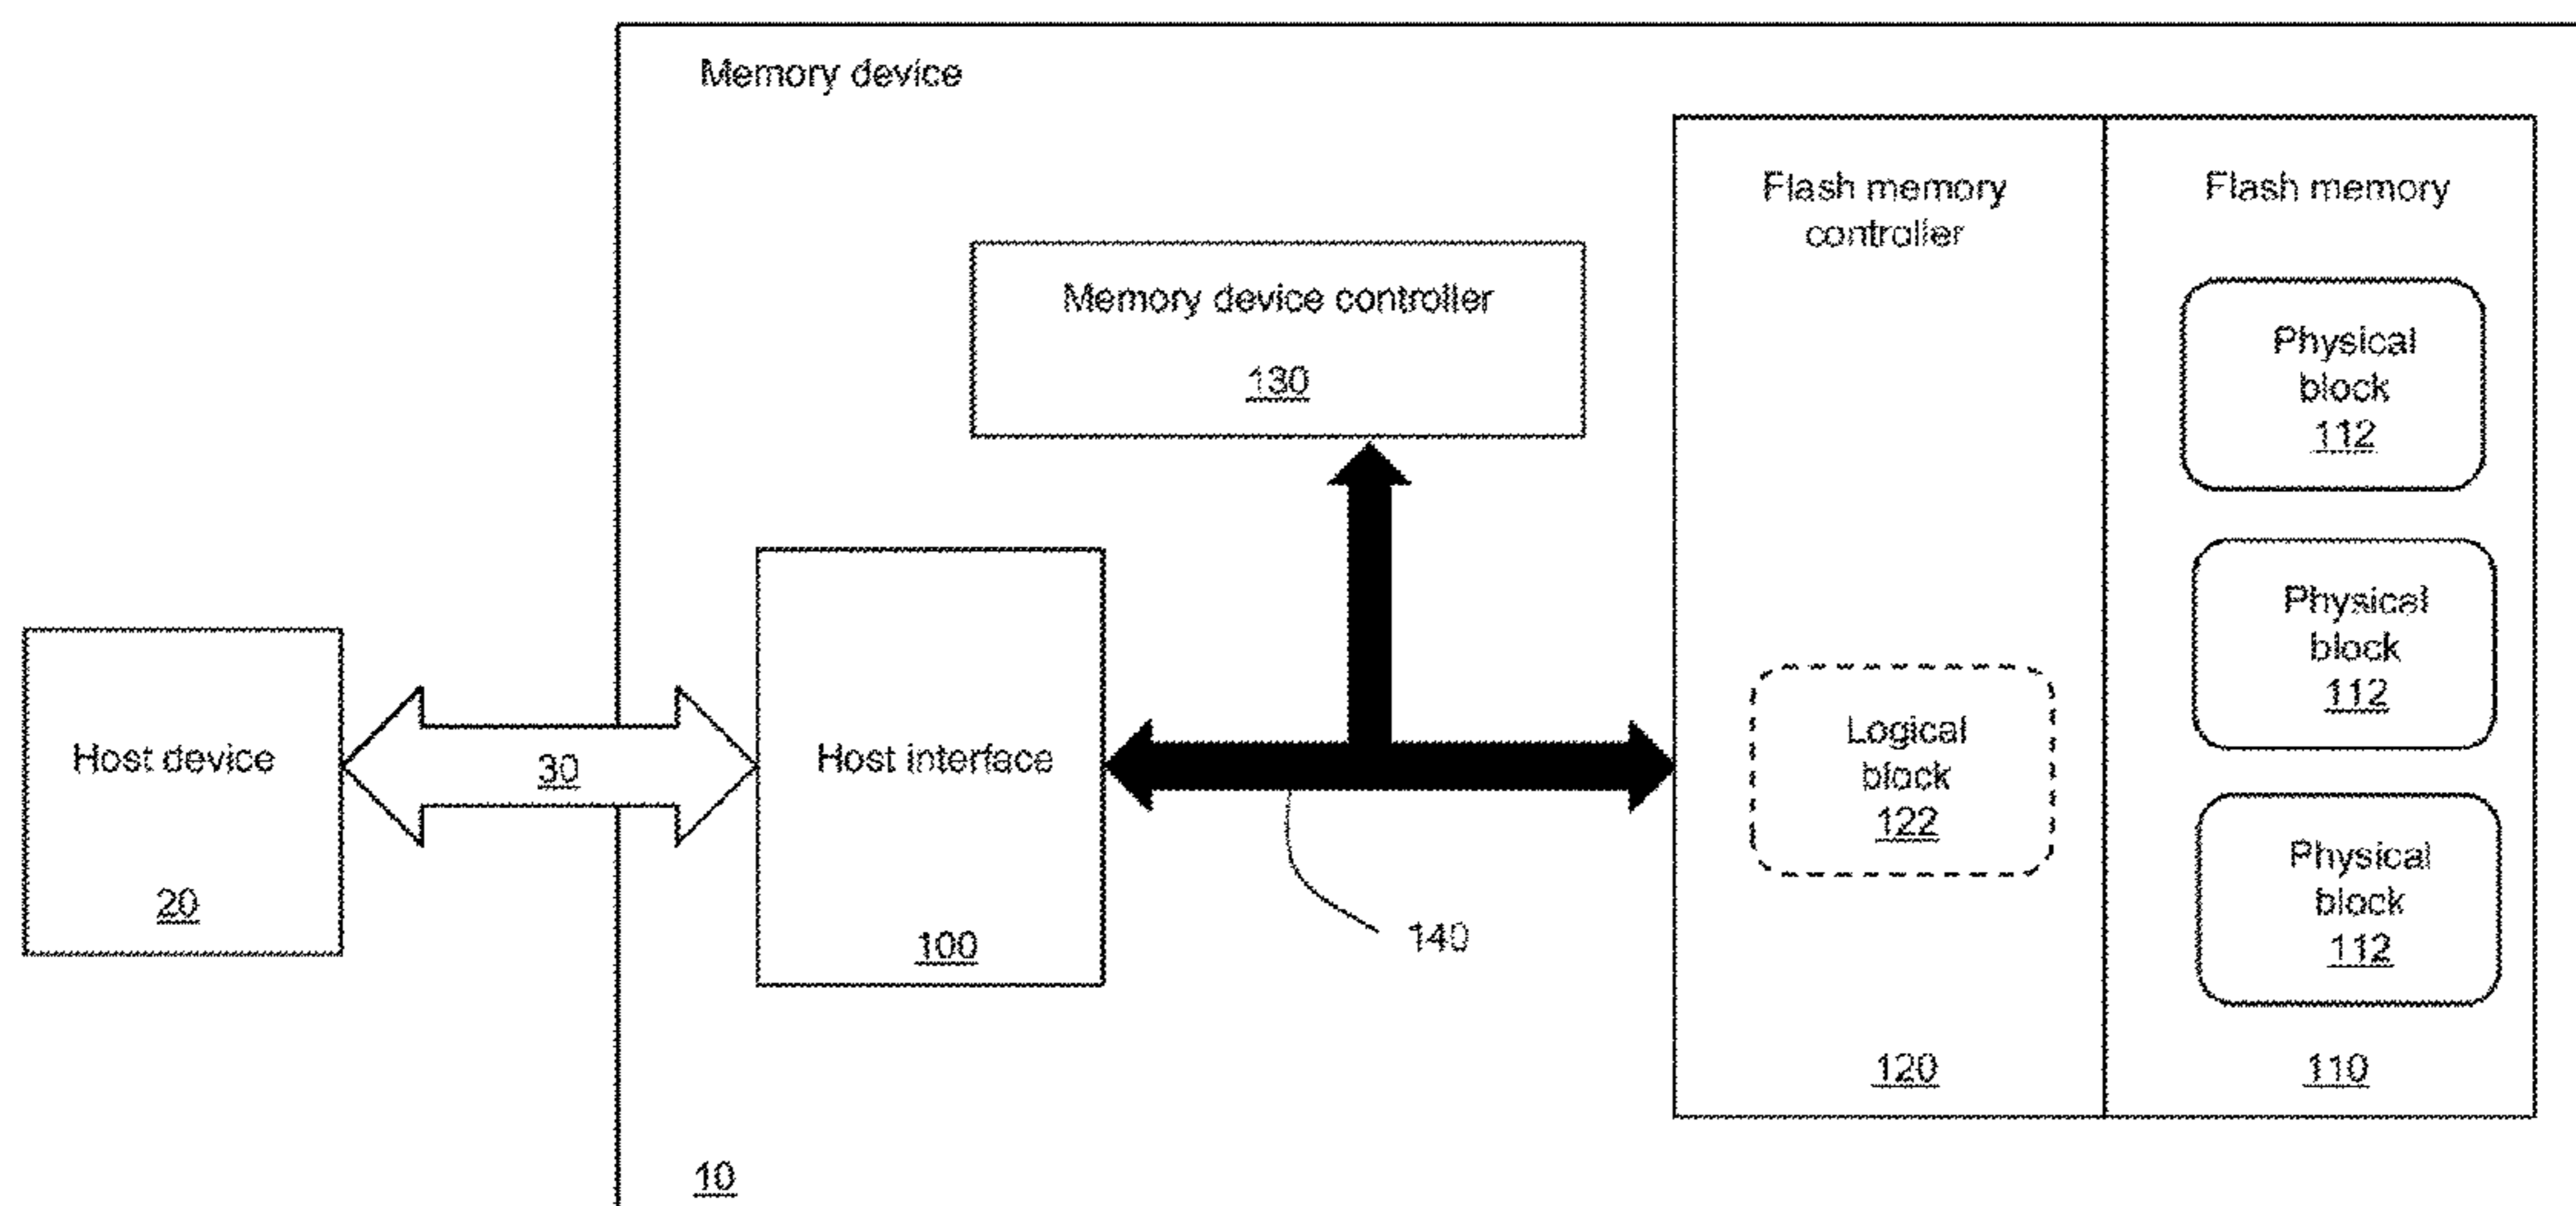 Memory device
Flash memory
controller
Flash memory
Memory device controller
130
Physical
block
112
Physical
block
112
Host device
20
30
Host interface
100
140
Logical
block
122
Physical
block
112
120
110
10